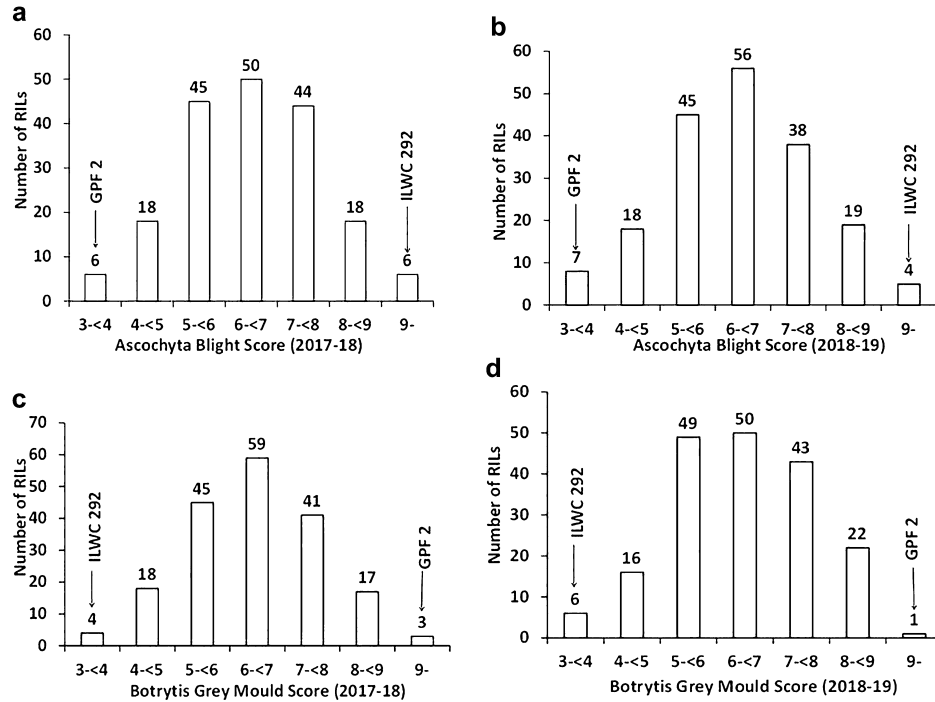 a
60
50
40
30
20
10
0
Number of RILs
GPF 2
ILWC 292
6
18
45
50
44
18
6
3-<4 4-<5 5-<6 6-<7 7-<8 8-<9 9-
Ascochyta Blight Score (2017-18)
b
60
50
40
30
20
10
0
Number of RILs
GPF 2
ILWC 292
7
18
45
56
38
19
4
3-<4 4-<5 5-<6 6-<7 7-<8 8-<9 9-
Ascochyta Blight Score (2018-19)
c
70
60
50
40
30
20
10
0
Number of RILs
ILWC 292
GPF 2
4
18
45
59
41
17
3
3-<4 4-<5 5-<6 6-<7 7-<8 8-<9 9-
Botrytis Grey Mould Score (2017-18)
d
60
50
40
30
20
10
0
Number of RILs
ILWC 292
GPF 2
6
16
49
50
43
22
1
3-<4 4-<5 5-<6 6-<7 7-<8 8-<9 9-
Botrytis Grey Mould Score (2018-19)